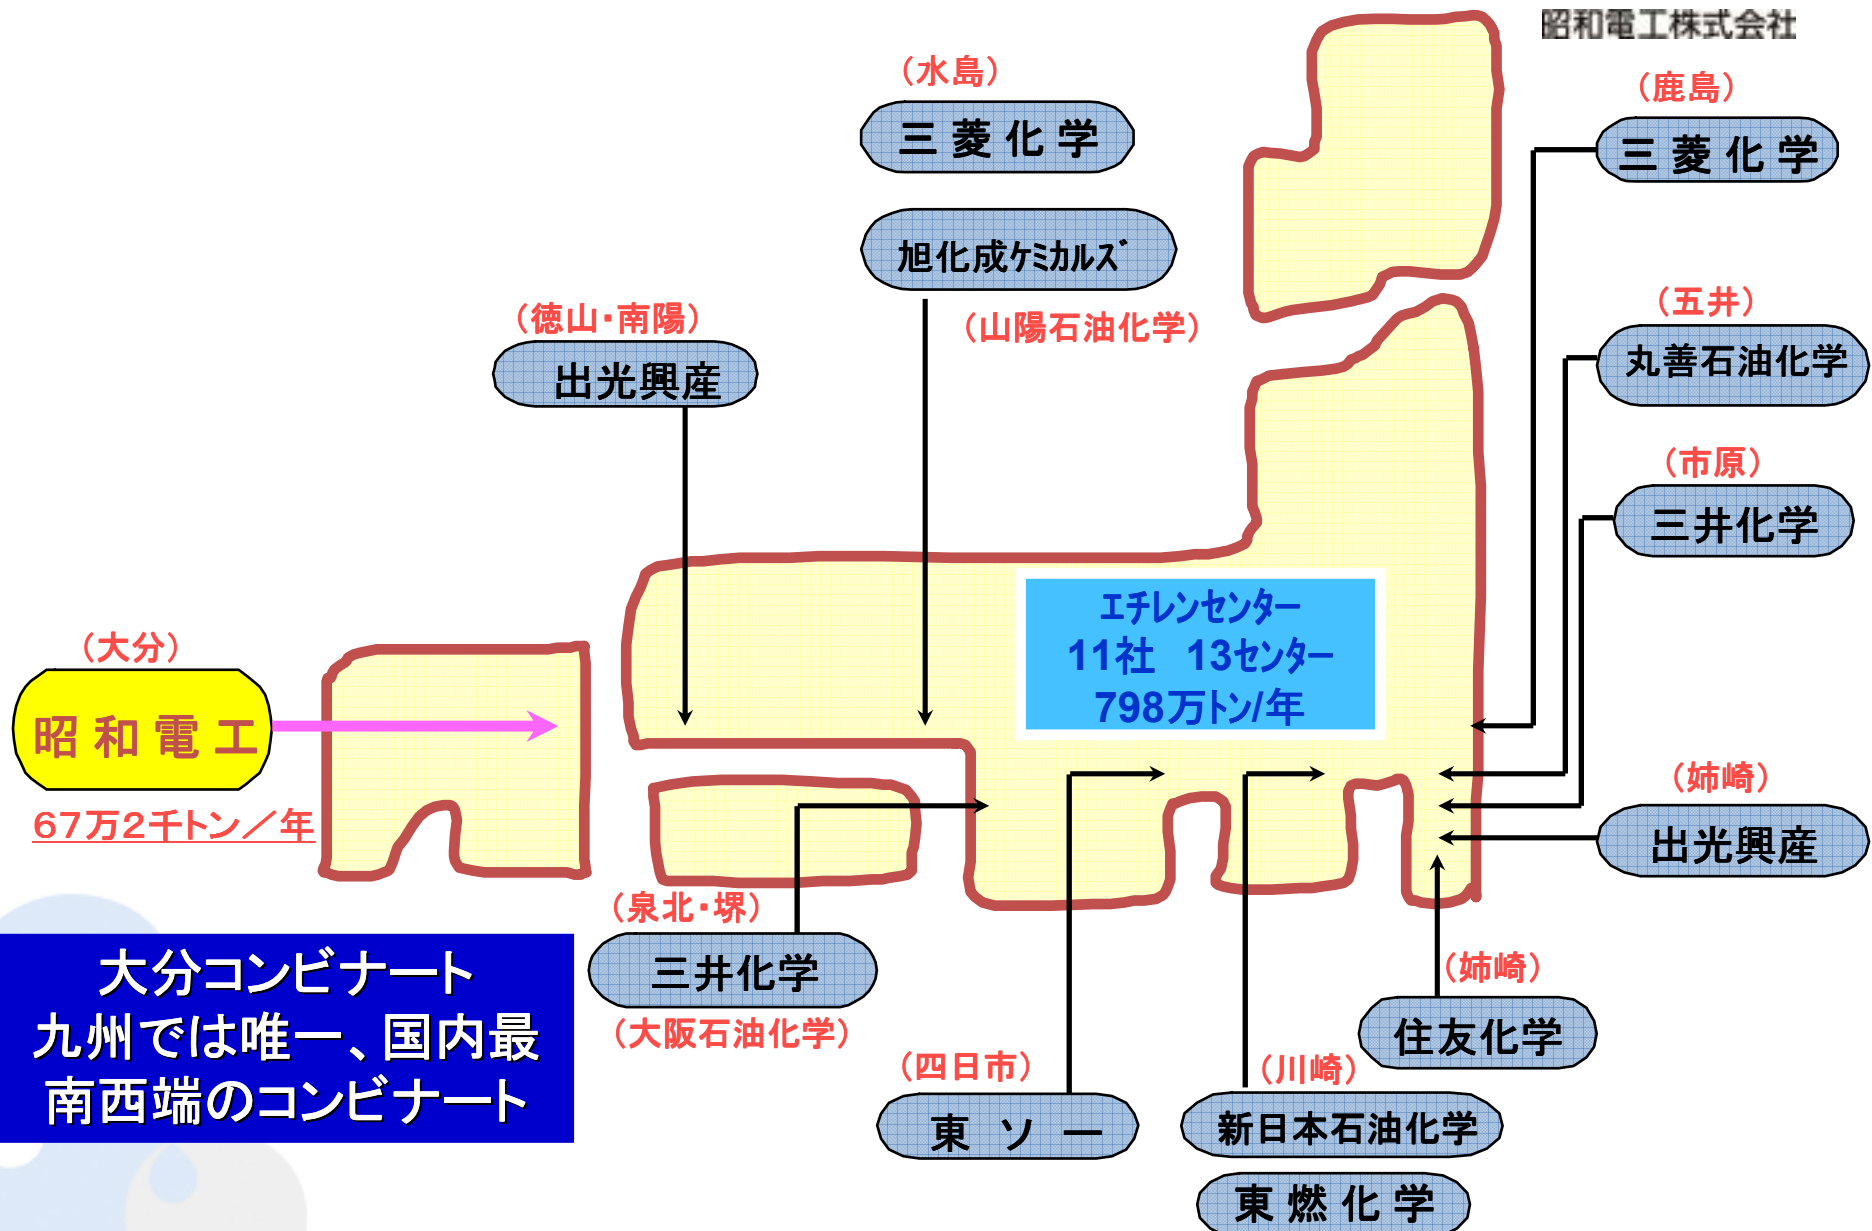 昭和電工株式会社
（水島）
三菱化学
旭化成ｹﾐｶﾙｽﾞ
（山陽石油化学）
（鹿島）
三菱化学
（徳山・南陽）
出光興産
（五井）
丸善石油化学
（市原）
三井化学
ｴﾁﾚﾝｾﾝﾀｰ
11社　13ｾﾝﾀｰ
798万ﾄﾝ/年
（大分）
昭和電工
67万2千トン／年
（姉崎）
出光興産
（泉北・堺）
三井化学
（大阪石油化学）
（姉崎）
住友化学
（四日市）
東ソー
（川崎）
新日本石油化学
東燃化学
大分コンビナート
九州では唯一、国内最
南西端のコンビナート